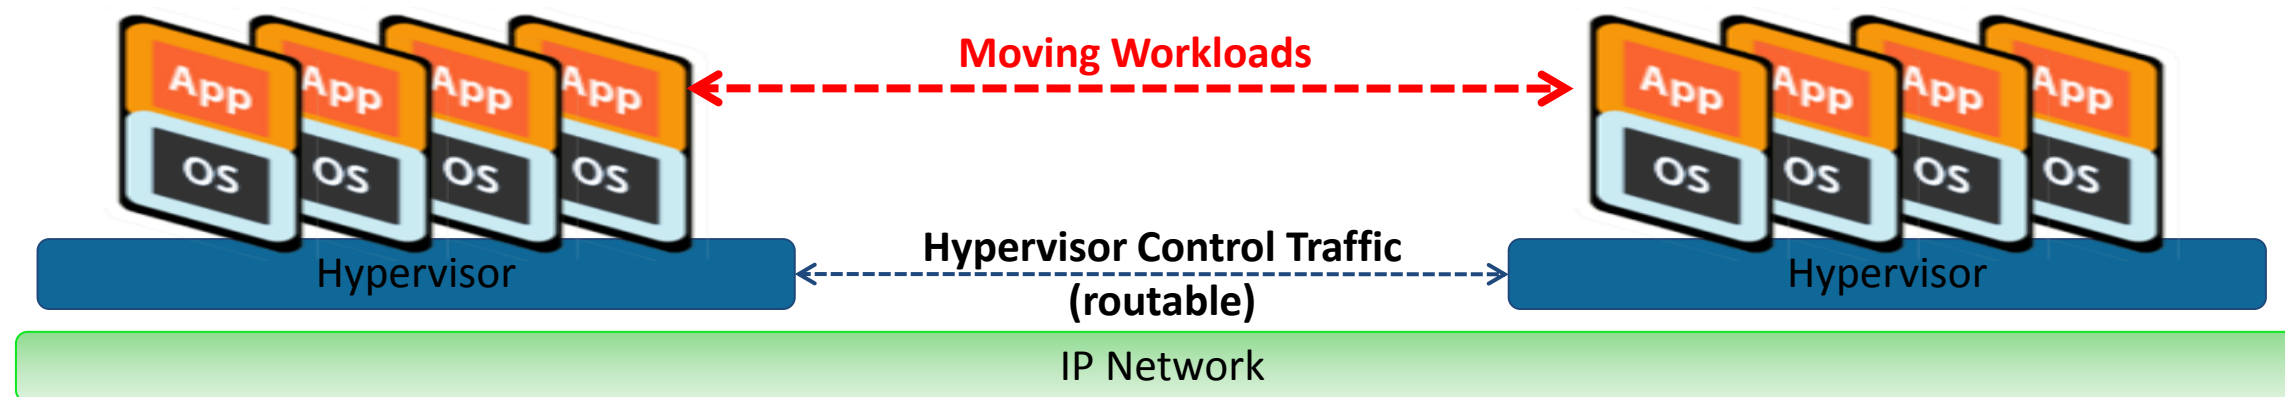 Moving Workloads
App App App App
OS OS OS OS
App App App App
OS OS OS OS
Hypervisor
Hypervisor Control Traffic
(routable)
Hypervisor
IP Network